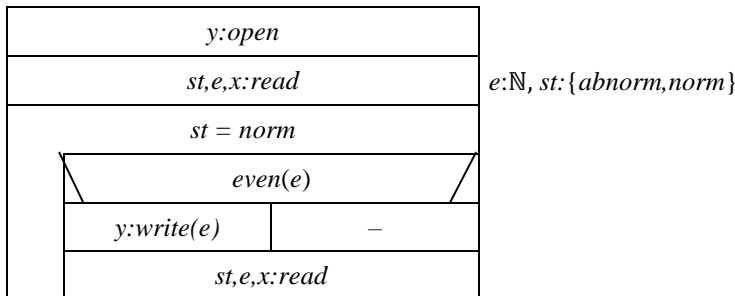 y:open
st,e,x:read
e:ℕ, st:{abnorm,norm}
st = norm
even(e)
y:write(e) –
st,e,x:read